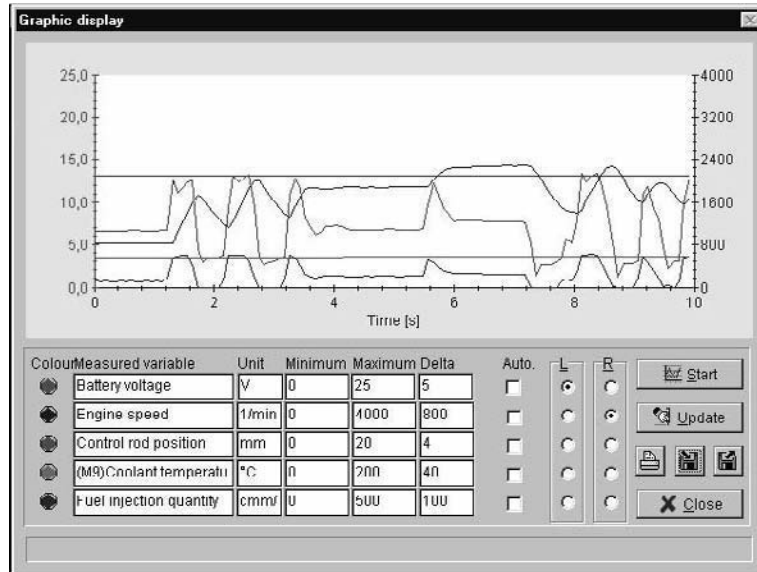 Graphic display
25,0 4000
20,0 3200
15,0 2400
10,0 1600
5,0 800
0,0 0
0 2 4 6 8 10
Time [s]
Colour Measured variable Unit Minimum Maximum Delta Auto. L R
Battery voltage V 0 25 5
Engine speed 1/min 0 4000 800
Control rod position mm 0 20 4
(M9)Coolant temperatu °C 0 200 40
Fuel injection quantity cmm/ 0 500 100
Start
Update
Close